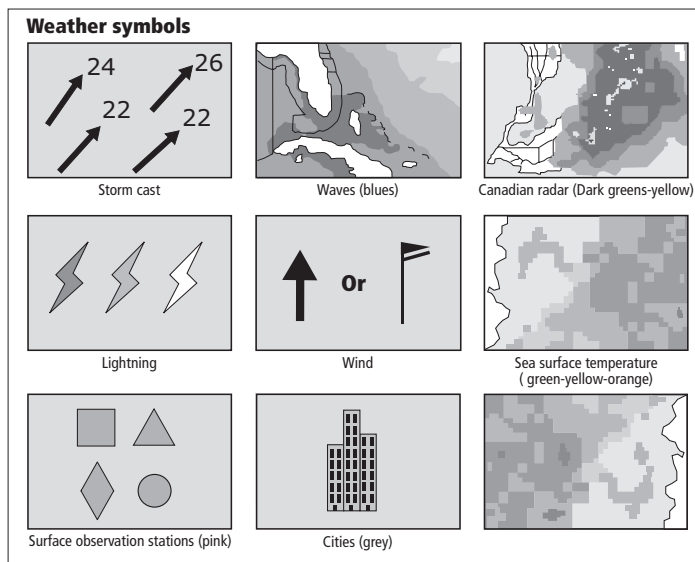 Weather symbols
24
26
22
22
Storm cast
Waves (blues)
Canadian radar (Dark greens-yellow)
Or
Lightning
Wind
Sea surface temperature
( green-yellow-orange)
Surface observation stations (pink)
Cities (grey)